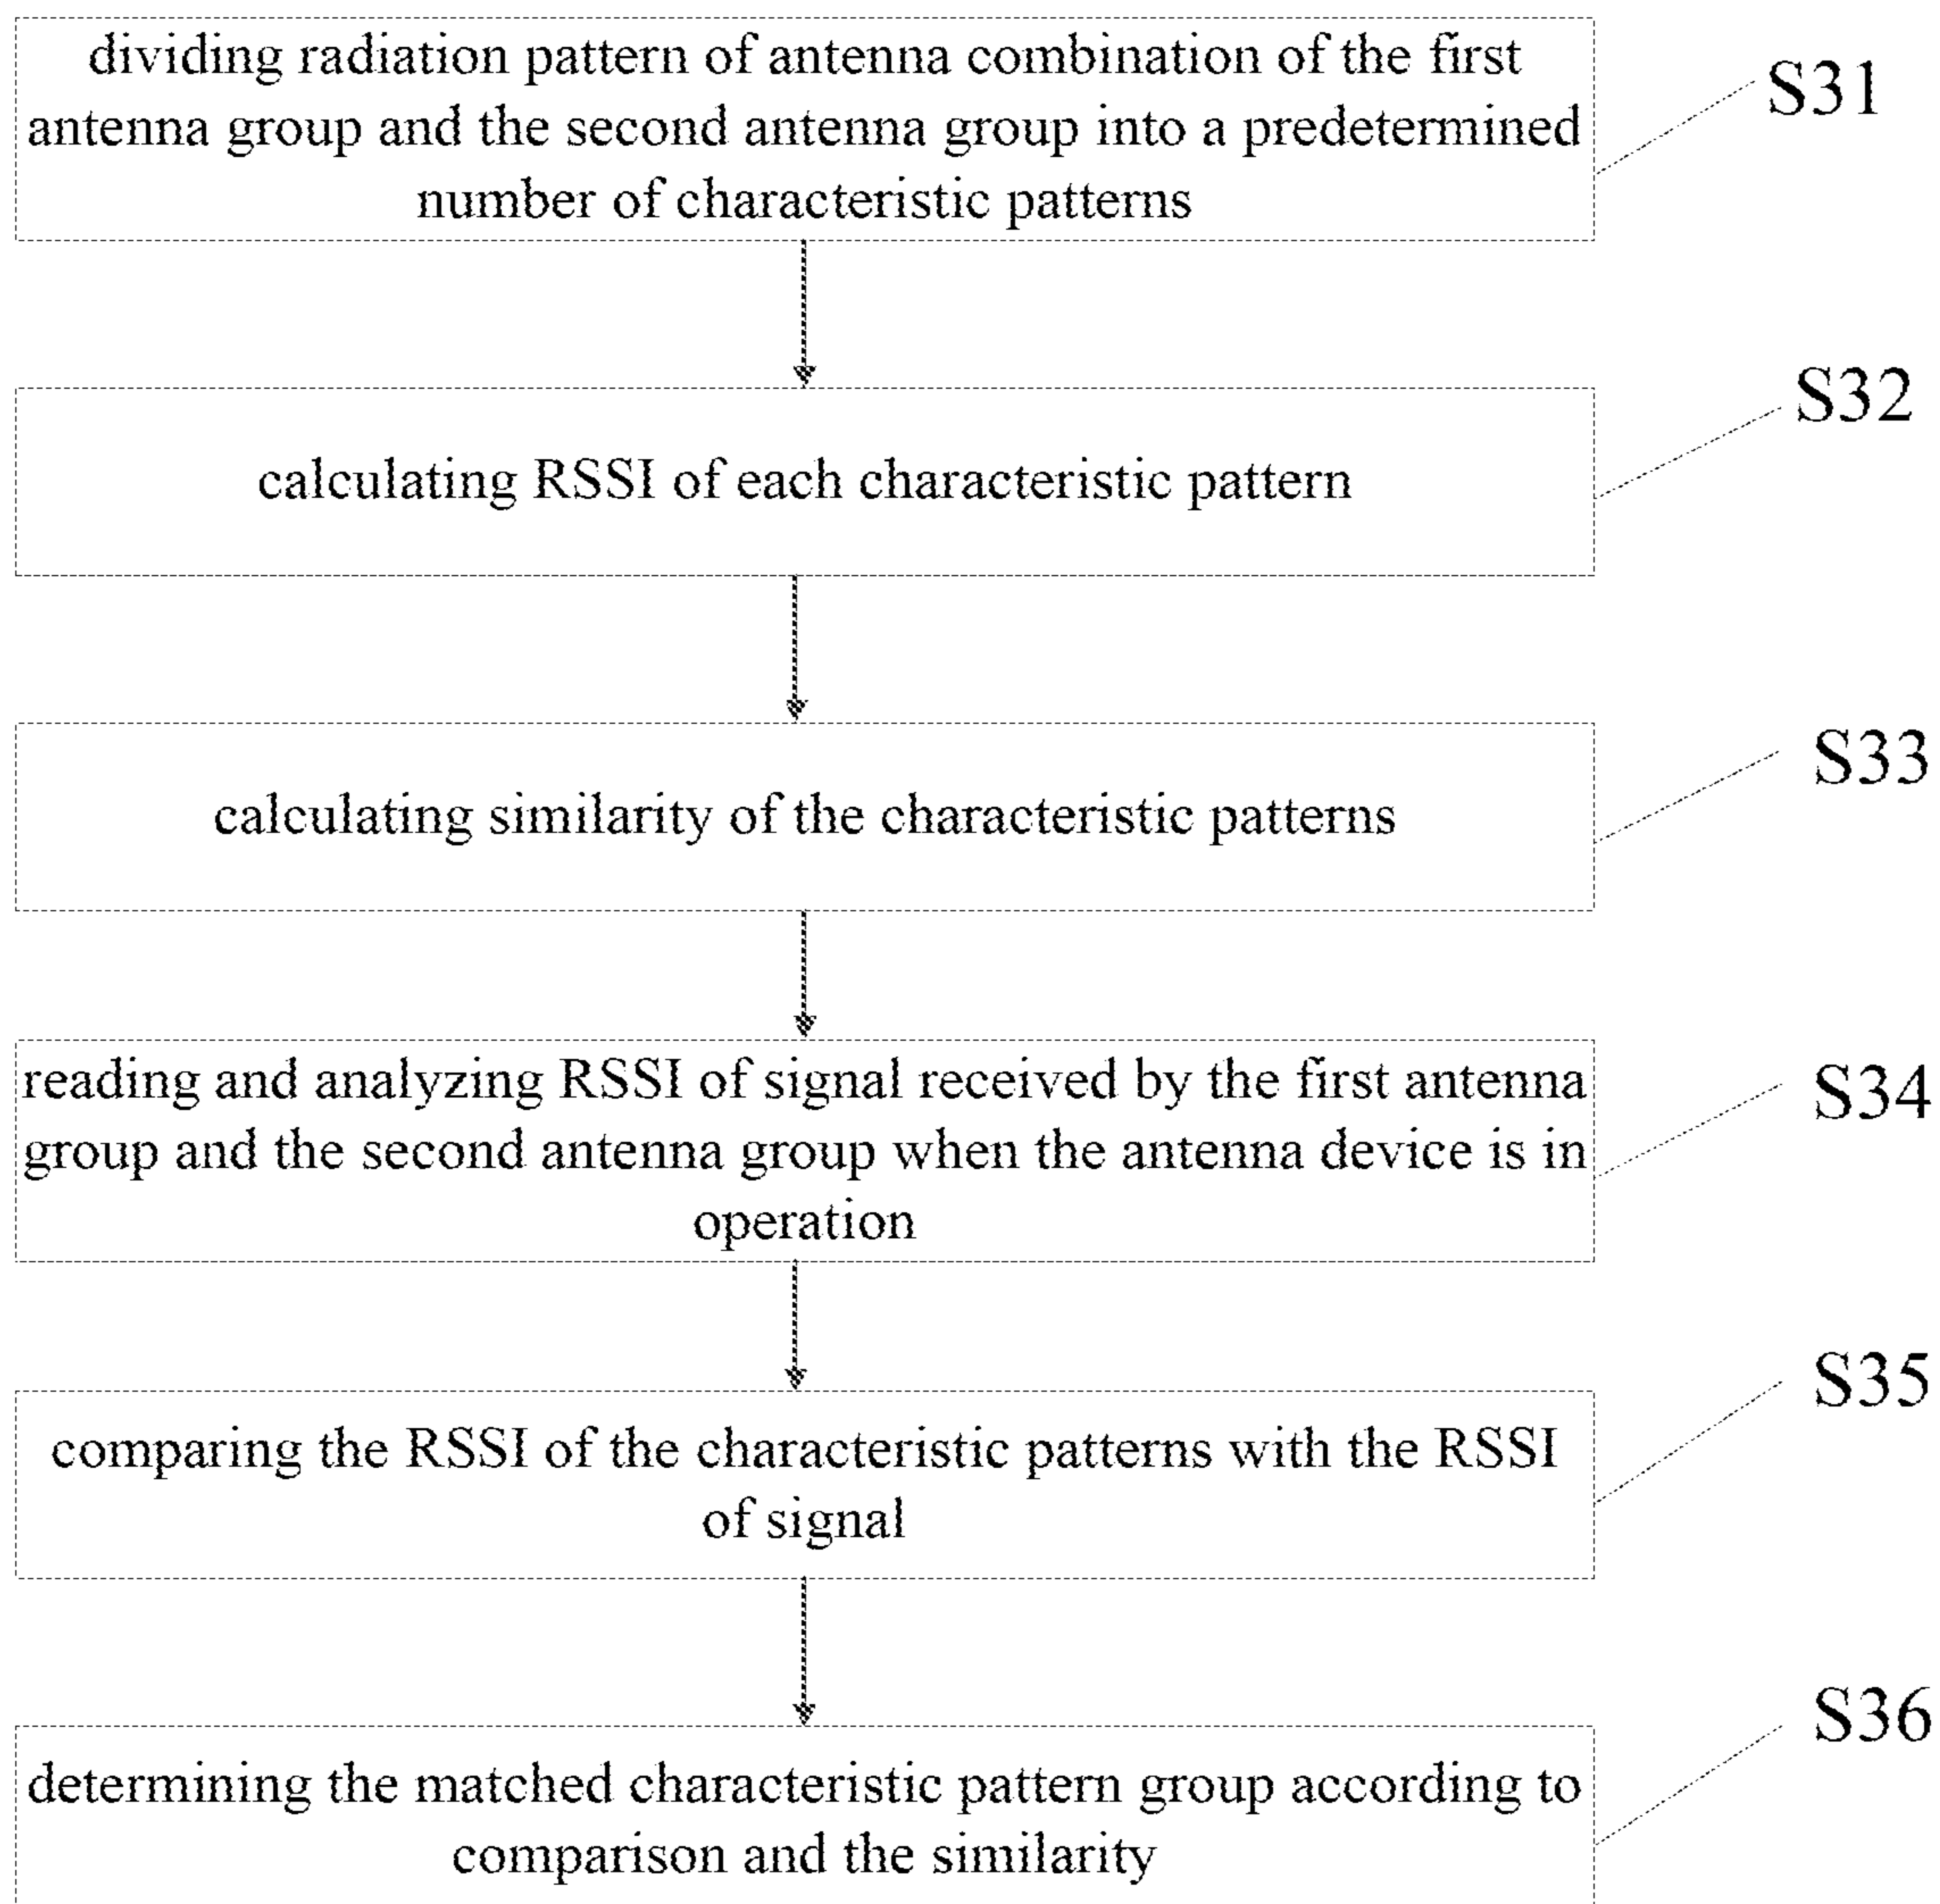 dividing radiation pattern of antenna combination of the first
antenna group and the second antenna group into a predetermined
number of characteristic patterns
S31
calculating RSSI of each characteristic pattern
S32
calculating similarity of the characteristic patterns
S33
reading and analyzing RSSI of signal received by the first antenna
group and the second antenna group when the antenna device is in
operation
S34
comparing the RSSI of the characteristic patterns with the RSSI
of signal
S35
determining the matched characteristic pattern group according to
comparison and the similarity
S36